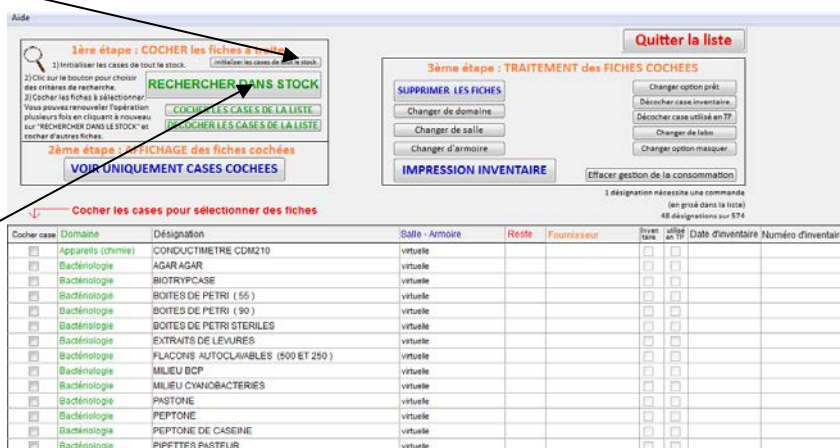 Aide
Quitter la liste
1ère étape : COCHER les fiches à traiter
1) Initialiser les cases de tout le stock.
Initialiser les cases de tout le stock.
2) Clic sur le bouton pour choisir
des critères de recherche.
RECHERCHER DANS STOCK
2) Cocher les fiches à sélectionner.
Vous pouvez renouveler l'opération
plusieurs fois en cliquant à nouveau
sur "RECHERCHER DANS LE STOCK" et
cocher d'autres fiches.
COCHER LES CASES DE LA LISTE
DECOCHER LES CASES DE LA LISTE
2ème étape : AFFICHAGE des fiches cochées
VOIR UNIQUEMENT CASES COCHEES
3ème étape : TRAITEMENT des FICHES COCHEES
SUPPRIMER LES FICHES
Changer de domaine
Changer de salle
Changer d'armoire
IMPRESSION INVENTAIRE
Changer option prêt
Décocher case inventaire
Décocher case utilisé en TP
Changer de labo
Changer option masquer
Effacer gestion de la consommation
1 désignation nécessite une commande
(en grisé dans la liste)
48 désignations sur 574
Cocher les cases pour sélectionner des fiches
Cocher case Domaine Désignation Salle - Armoire Reste Fournisseur Inven taire utilisé en TP Date d'inventaire Numéro d'inventair
Appareils (chimie) CONDUCTIMETRE CDM210 virtuelle
Bactériologie AGAR AGAR virtuelle
Bactériologie BIOTRYPCASE virtuelle
Bactériologie BOITES DE PETRI ( 55 ) virtuelle
Bactériologie BOITES DE PETRI ( 90 ) virtuelle
Bactériologie BOITES DE PETRI STERILES virtuelle
Bactériologie EXTRAITS DE LEVURES virtuelle
Bactériologie FLACONS AUTOCLAVABLES (500 ET 250 ) virtuelle
Bactériologie MILIEU BCP virtuelle
Bactériologie MILIEU CYANOBACTERIES virtuelle
Bactériologie PASTONE virtuelle
Bactériologie PEPTONE virtuelle
Bactériologie PEPTONE DE CASEINE virtuelle
Bactériologie PIPETTES PASTEUR virtuelle